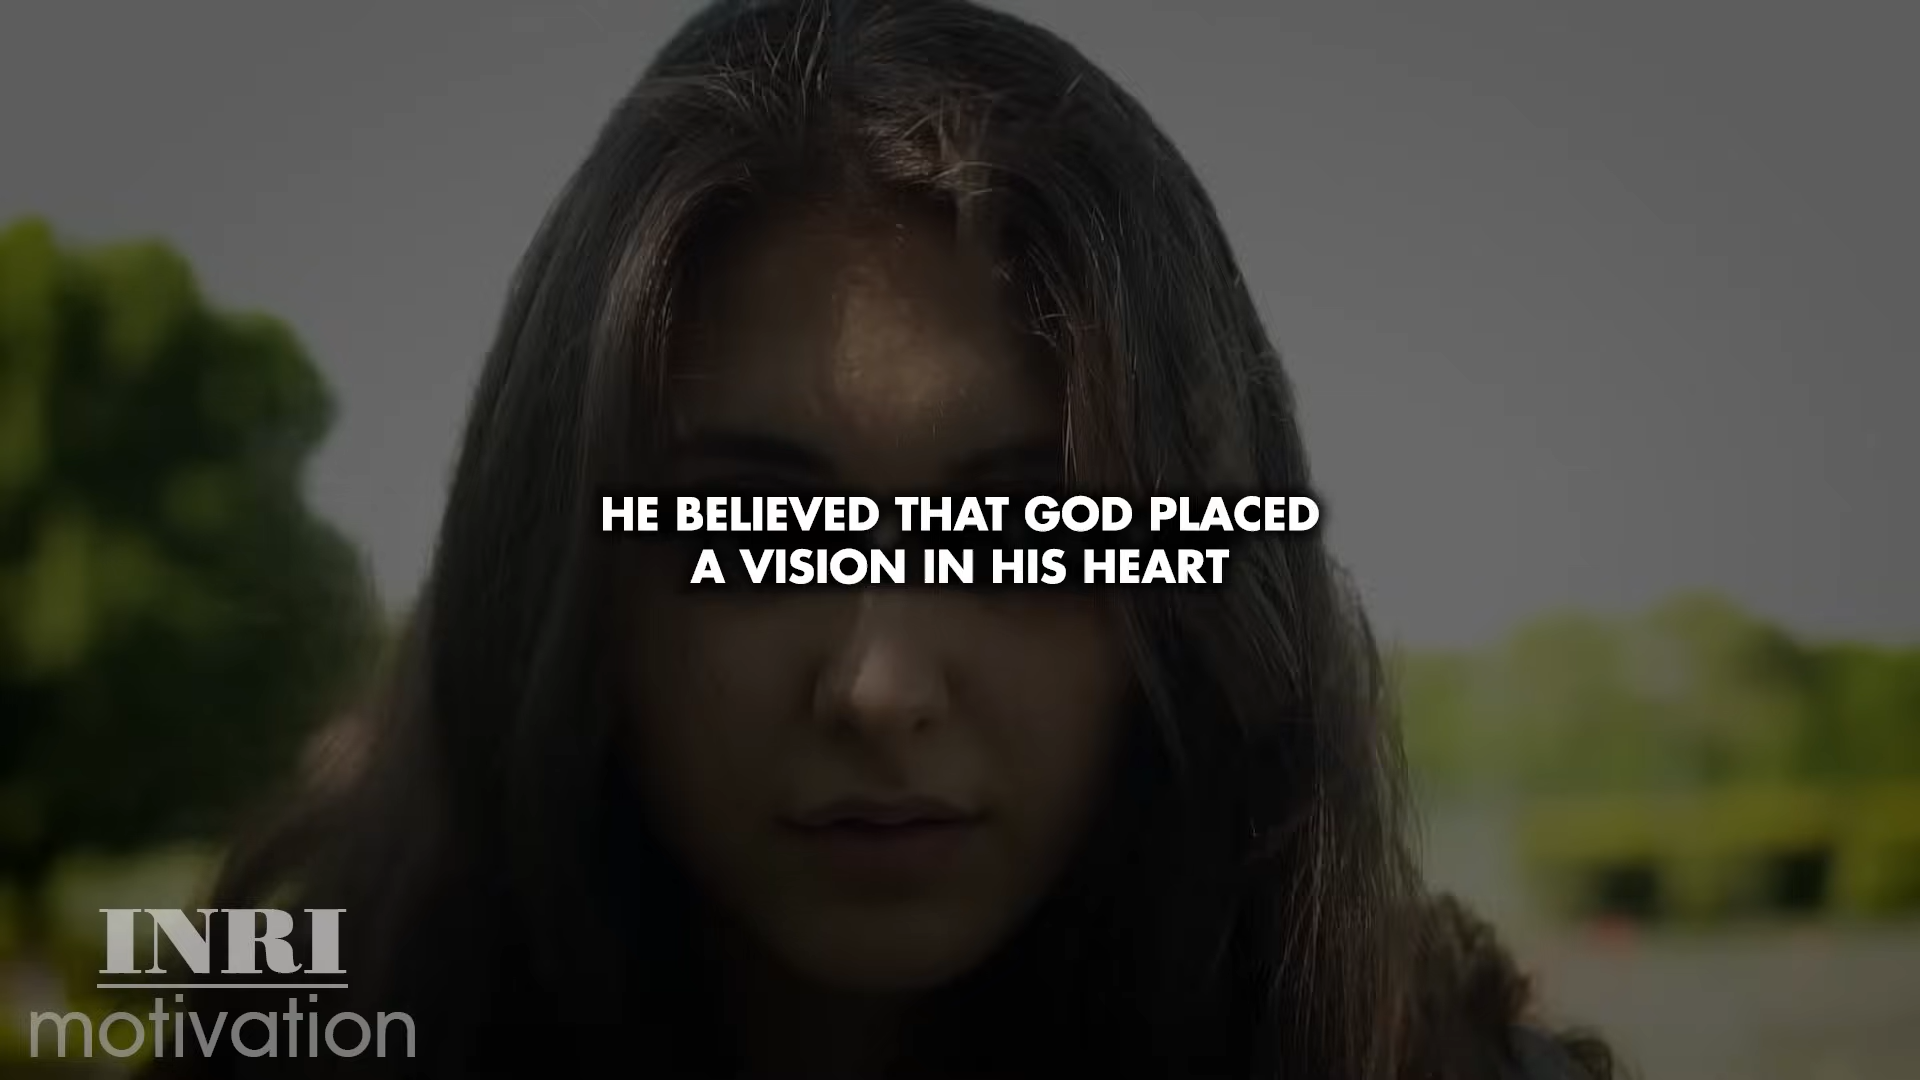 HE BELIEVED THAT GOD PLACED
A VISION IN HIS HEART
INRI
motivation